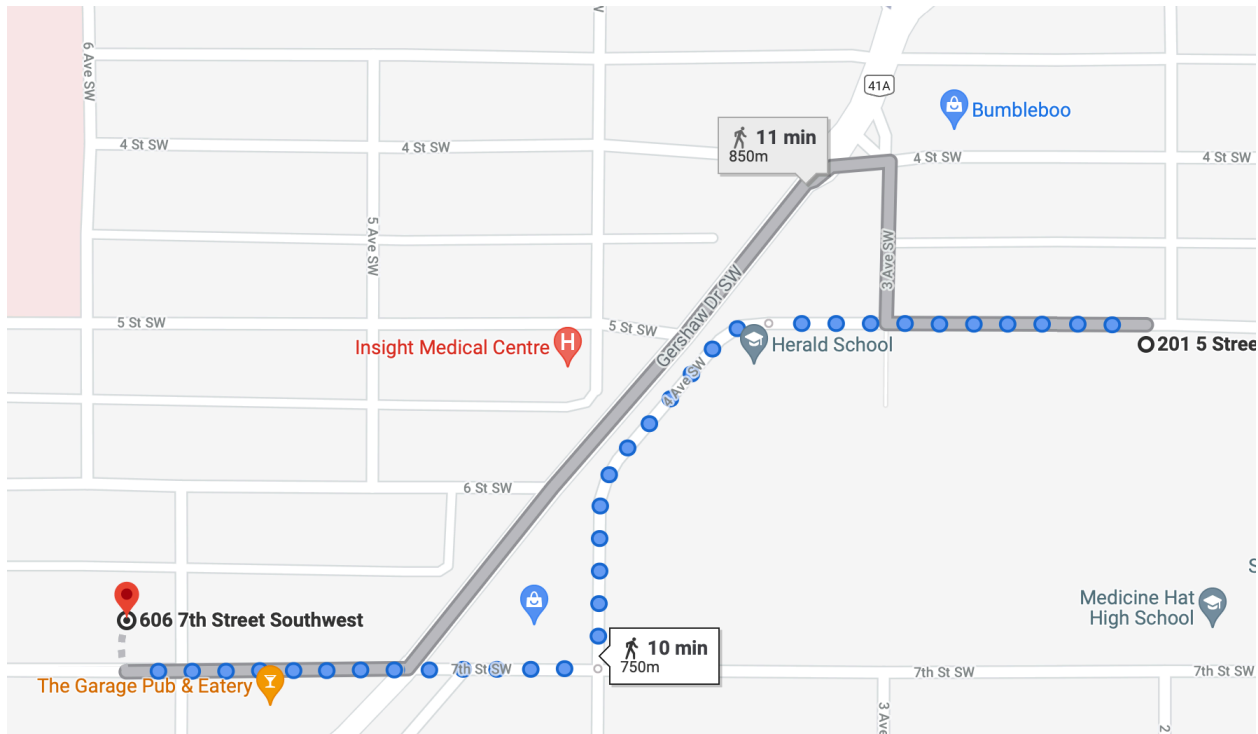 6 Ave SW
41A
Bumbleboo
11 min
850m
4 St SW
4 St SW
4 St SW
4 St SW
5 Ave SW
3 Ave SW
Gershaw Dr SW
5 St SW
5 St SW
Insight Medical Centre
H
Herald School
201 5 Stree
4 Ave SW
6 St SW
606 7th Street Southwest
Medicine Hat
High School
S
10 min
750m
7th St SW
7th St SW
7th St SW
The Garage Pub & Eatery
3 Ave
2